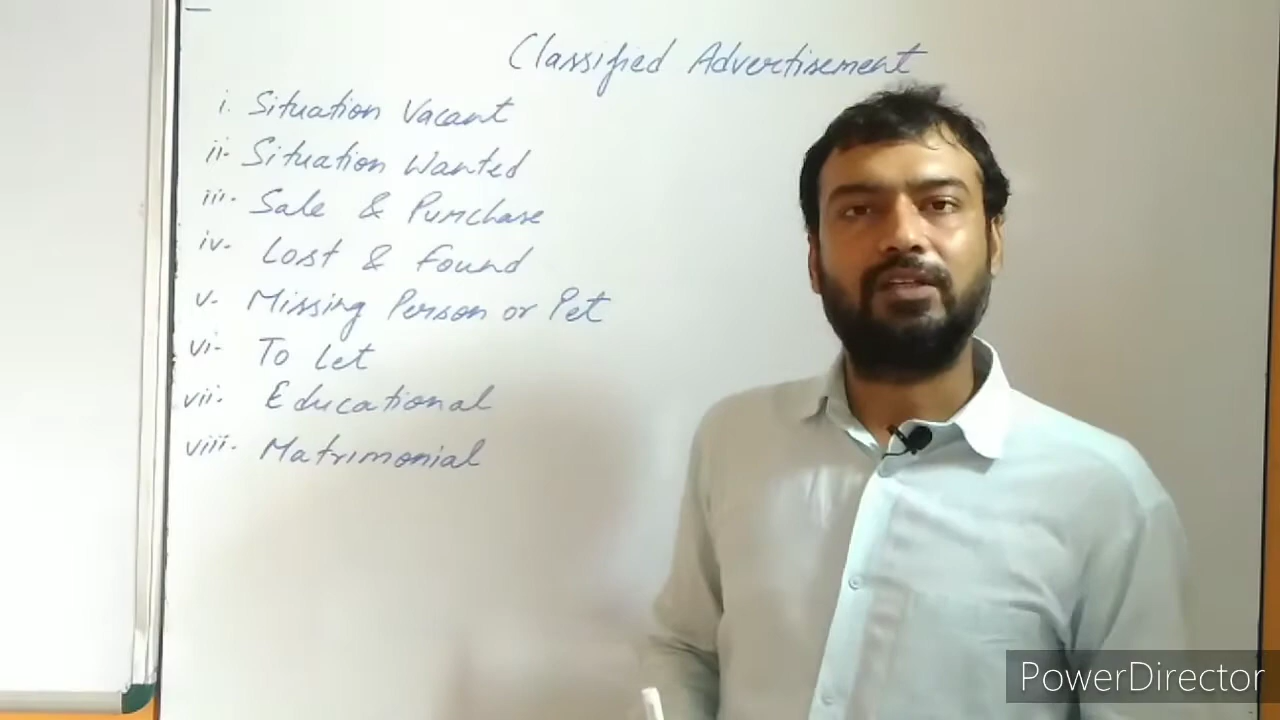 Classified Advertisement
i. Situation Vacant
ii. Situation Wanted
iii. Sale & Purchase
iv. Lost & Found
v. Missing Person or Pet
vi. To Let
vii. Educational
viii. Matrimonial
PowerDirector